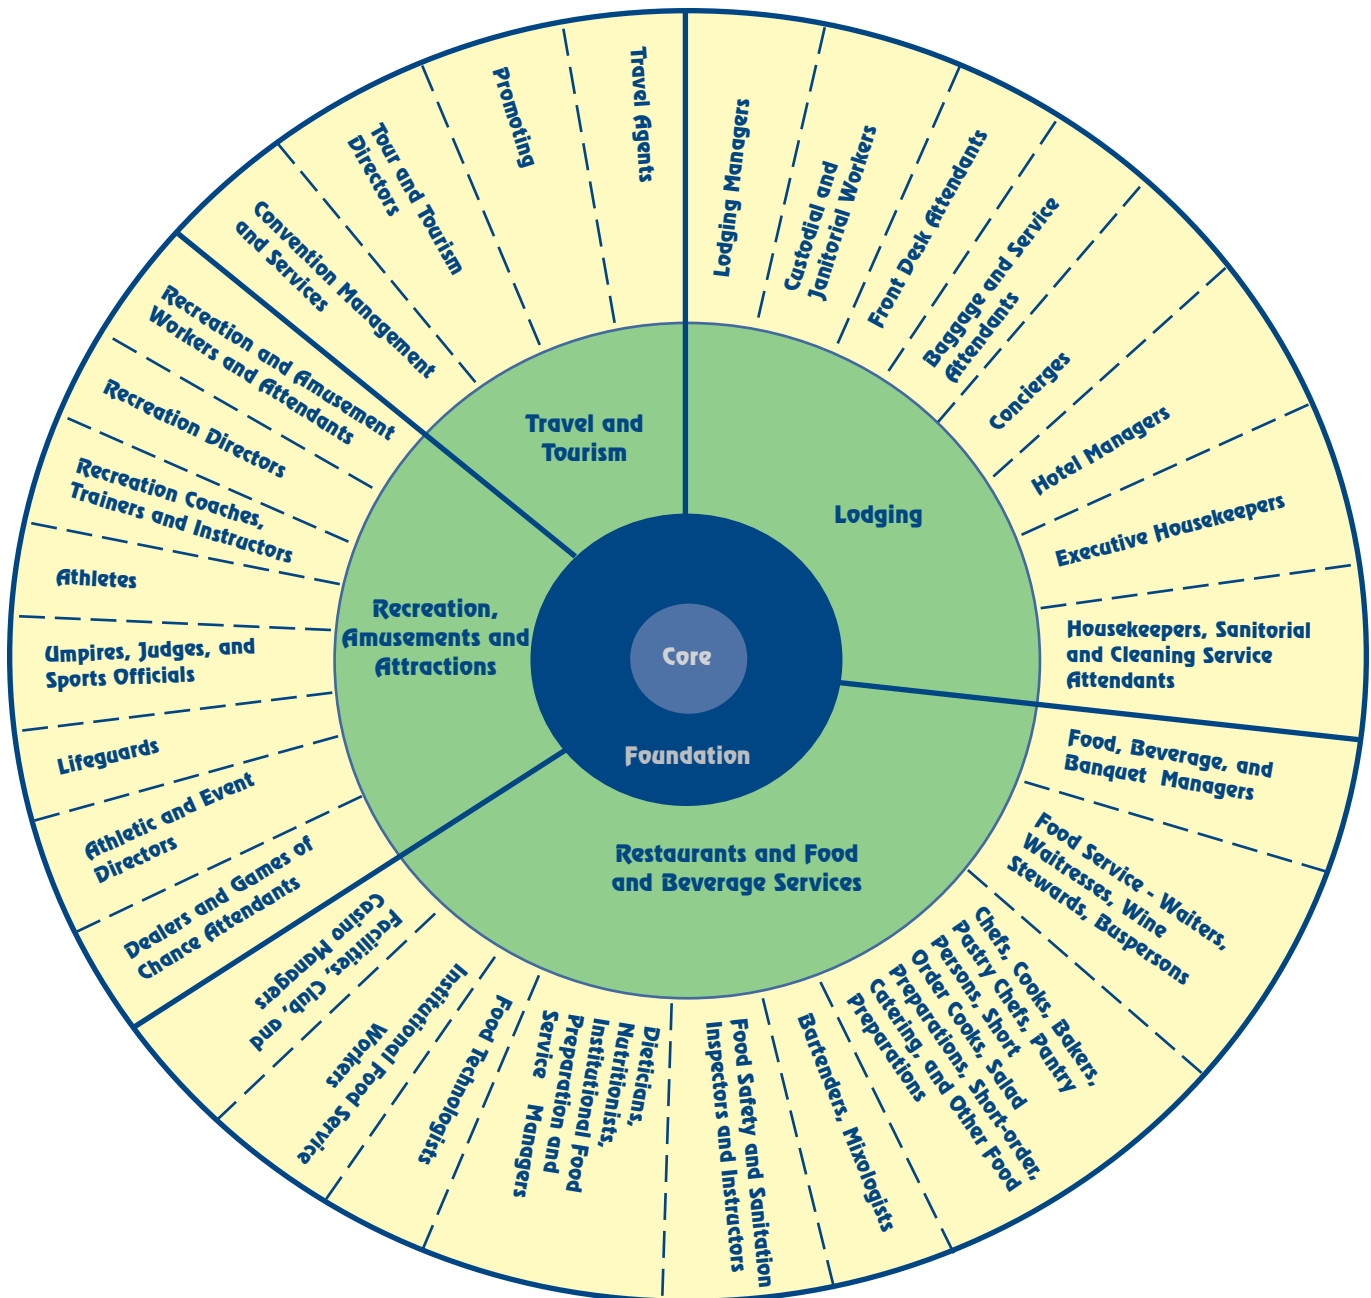 Core
Foundation
Travel and
Tourism
Lodging
Recreation,
Amusements and
Attractions
Restaurants and Food
and Beverage Services
Lodging Managers
Custodial and
Janitorial Workers
Front Desk Attendants
Baggage and Service
Attendants
Concierges
Hotel Managers
Executive Housekeepers
Housekeepers, Sanitorial
and Cleaning Service
Attendants
Food, Beverage, and
Banquet Managers
Food Service - Waiters,
Waitresses, Wine
Stewards, Buspersons
Chefs, Cooks, Bakers,
Pastry Chefs, Pantry
Persons, Short
Order Cooks, Salad
Preparations, Short-order,
Catering, and Other Food
Preparations
Bartenders, Mixologists
Food Safety and Sanitation
Inspectors and Instructors
Dieticians,
Nutritionists,
Institutional Food
Preparation and
Service Managers
Food Technologists
Institutional Food Service
Workers
Facilities, Club, and
Casino Managers
Dealers and Games of
Chance Attendants
Athletic and Event
Directors
Lifeguards
Umpires, Judges, and
Sports Officials
Athletes
Recreation Coaches,
Trainers and Instructors
Recreation Directors
Recreation and Amusement
Workers and Attendants
Convention Management
and Services
Tour and Tourism
Directors
Promoting
Travel Agents